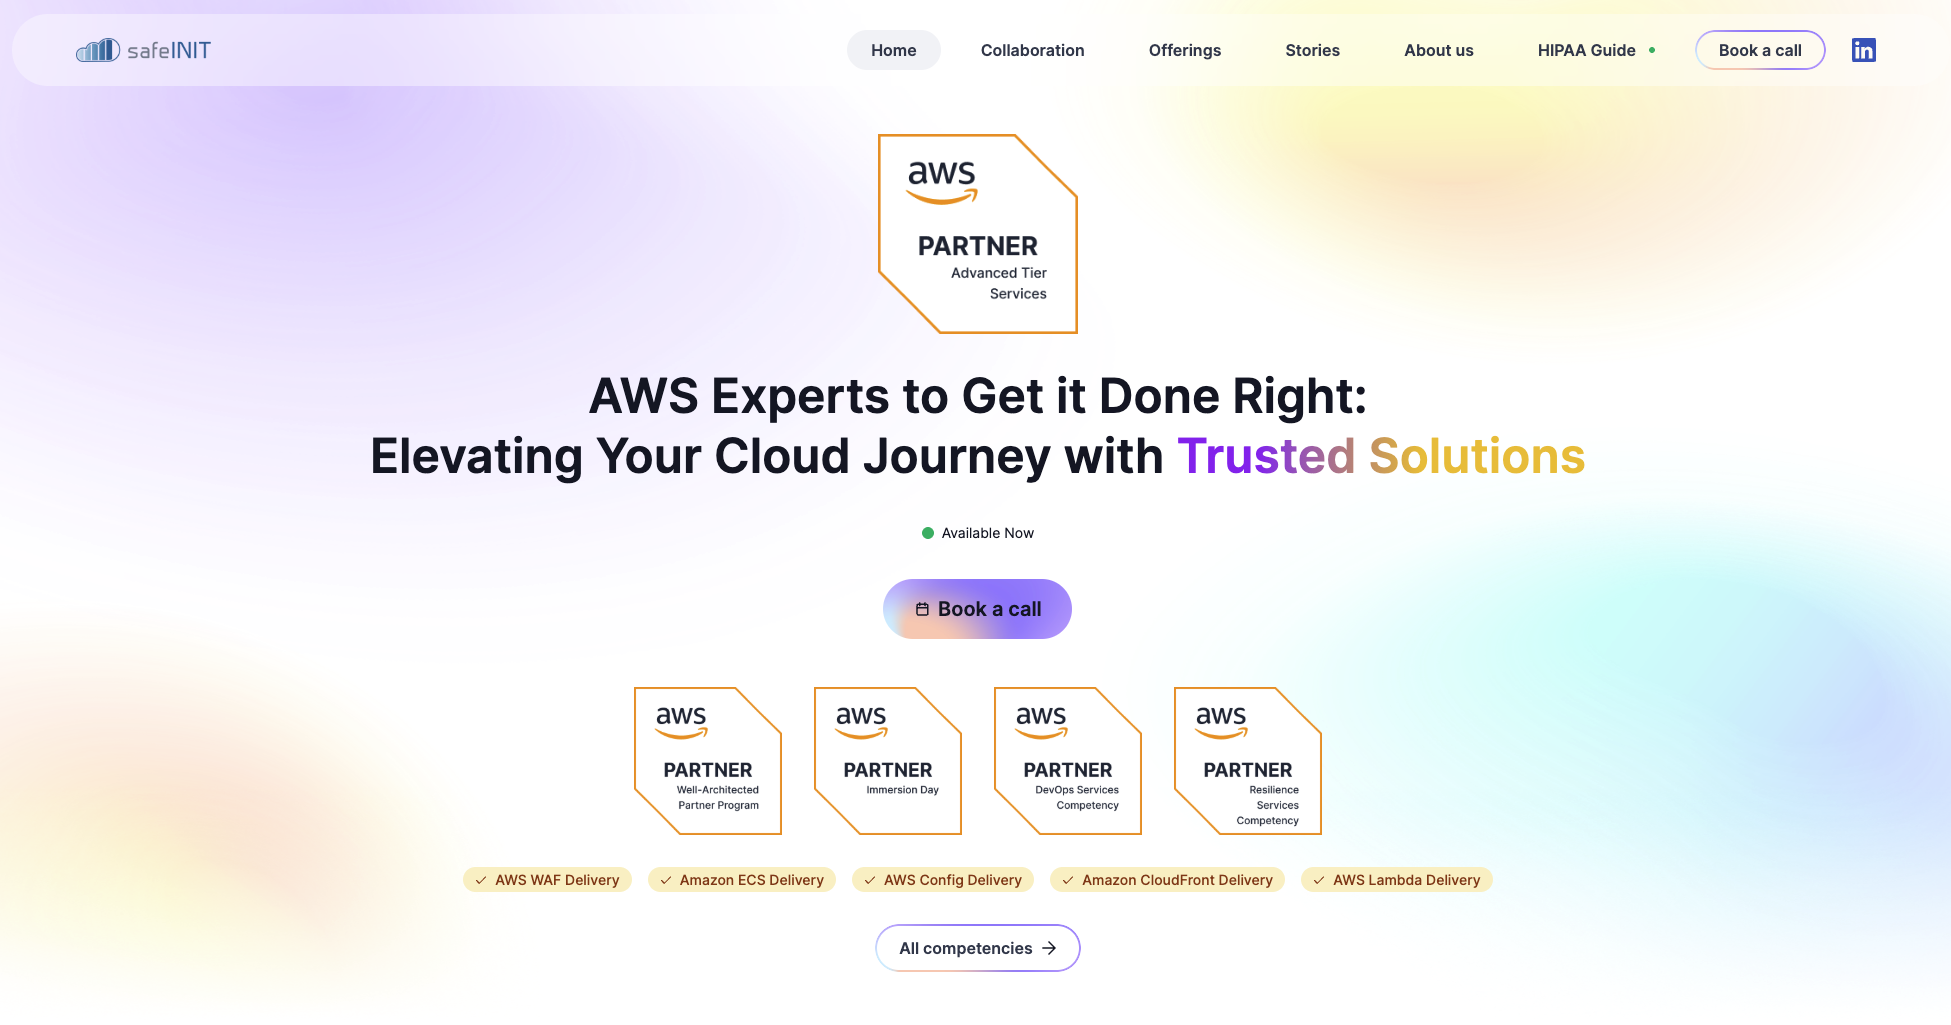 safeINIT
Home
Collaboration
Offerings
Stories
About us
HIPAA Guide
Book a call
in
aws
PARTNER
Advanced Tier
Services
AWS Experts to Get it Done Right:
Elevating Your Cloud Journey with Trusted Solutions
Available Now
Book a call
aws
PARTNER
Well-Architected
Partner Program
aws
PARTNER
Immersion Day
aws
PARTNER
DevOps Services
Competency
aws
PARTNER
Resilience
Services
Competency
AWS WAF Delivery
Amazon ECS Delivery
AWS Config Delivery
Amazon CloudFront Delivery
AWS Lambda Delivery
All competencies